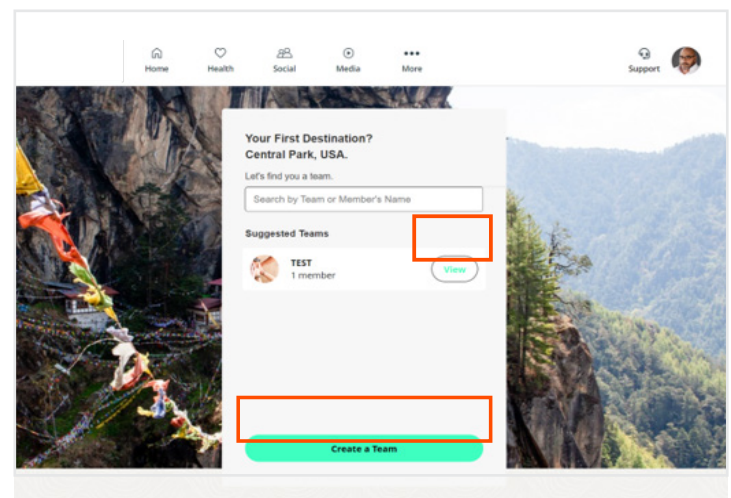 Home
Health
Social
Media
More
Support
Your First Destination?
Central Park, USA.
Let's find you a team.
Search by Team or Member's Name
Suggested Teams
TEST
1 member
View
Create a Team